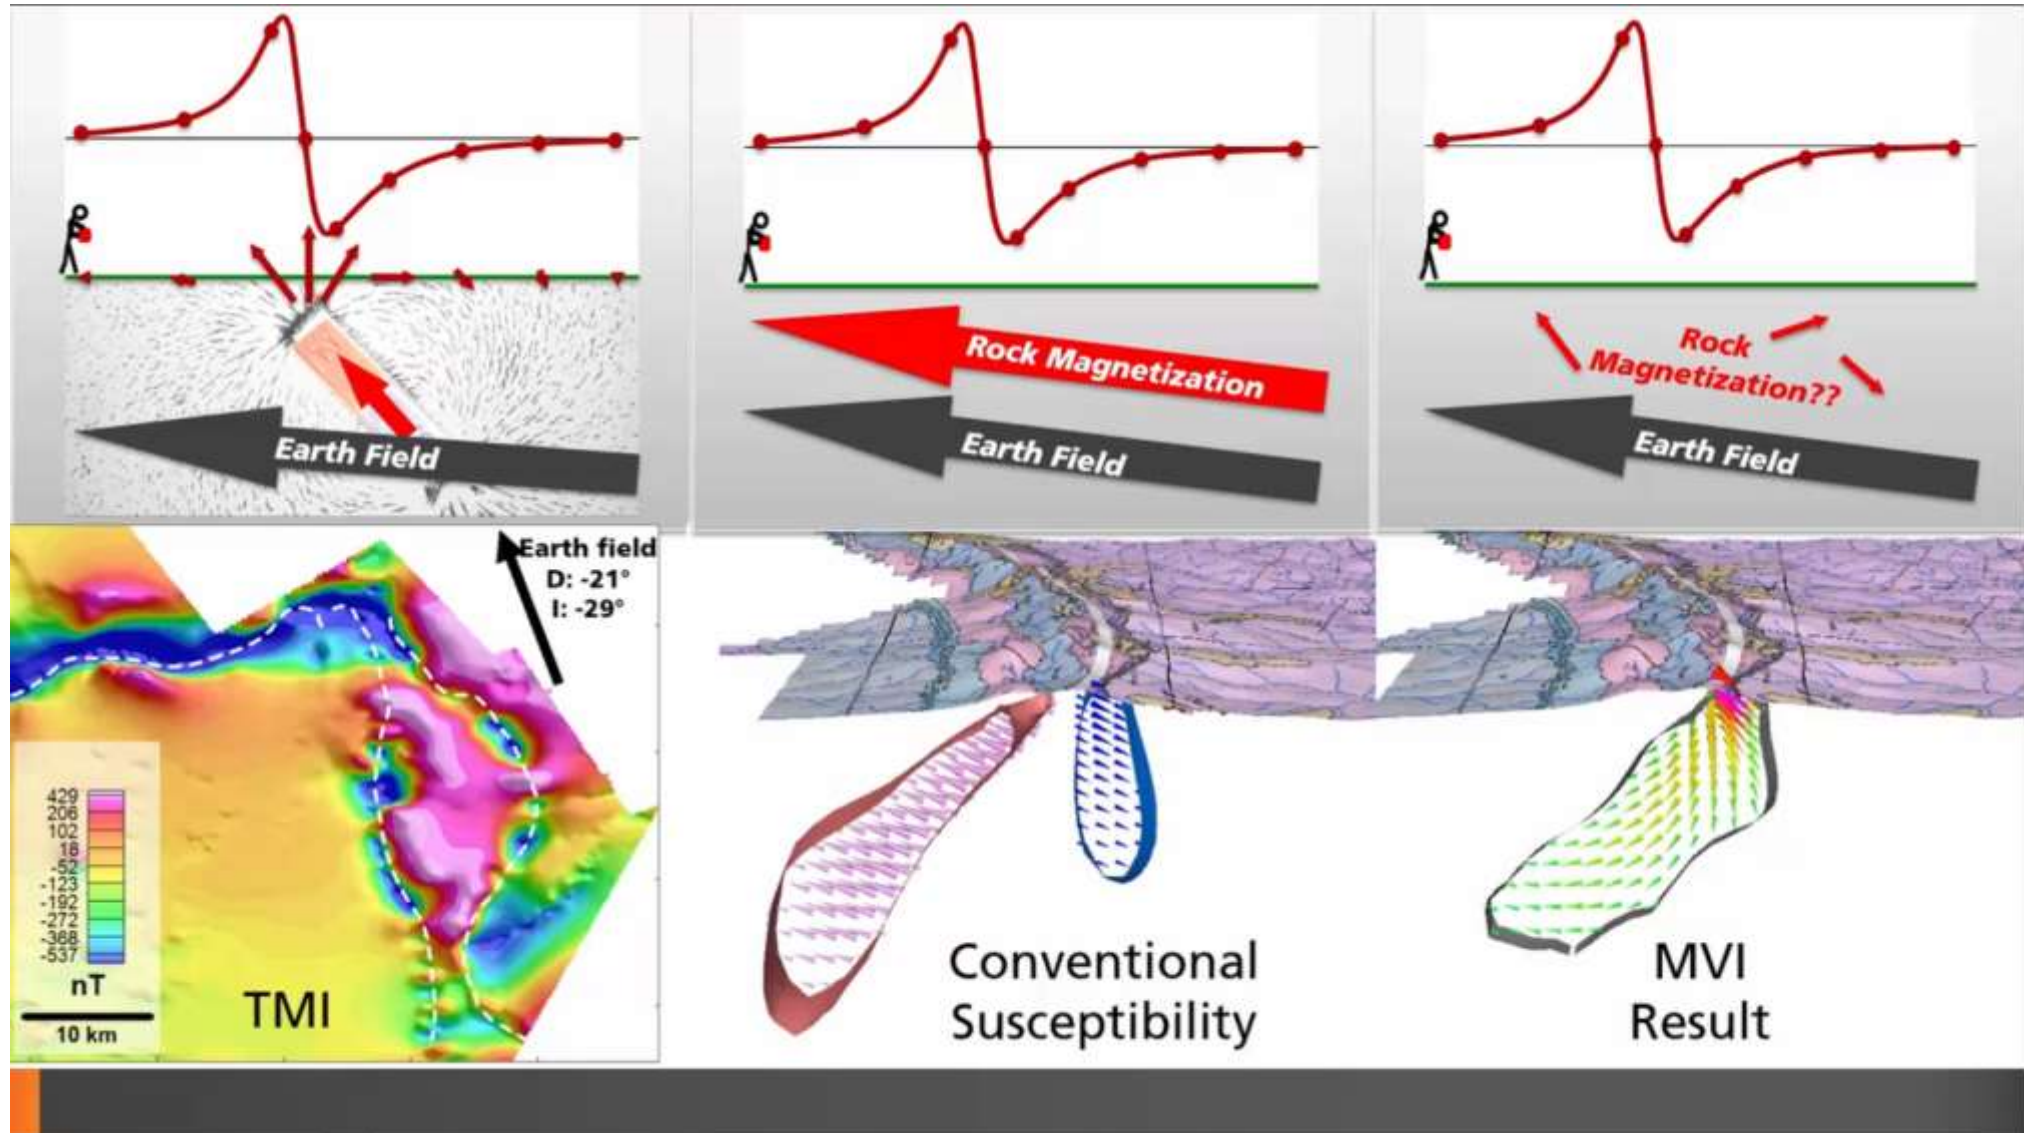 Earth Field
Rock Magnetization
Earth Field
Rock
Magnetization??
Earth Field
Earth field
D: -21°
I: -29°
429
206
102
18
-52
-123
-192
-272
-368
-537
nT
10 km
TMI
Conventional
Susceptibility
MVI
Result